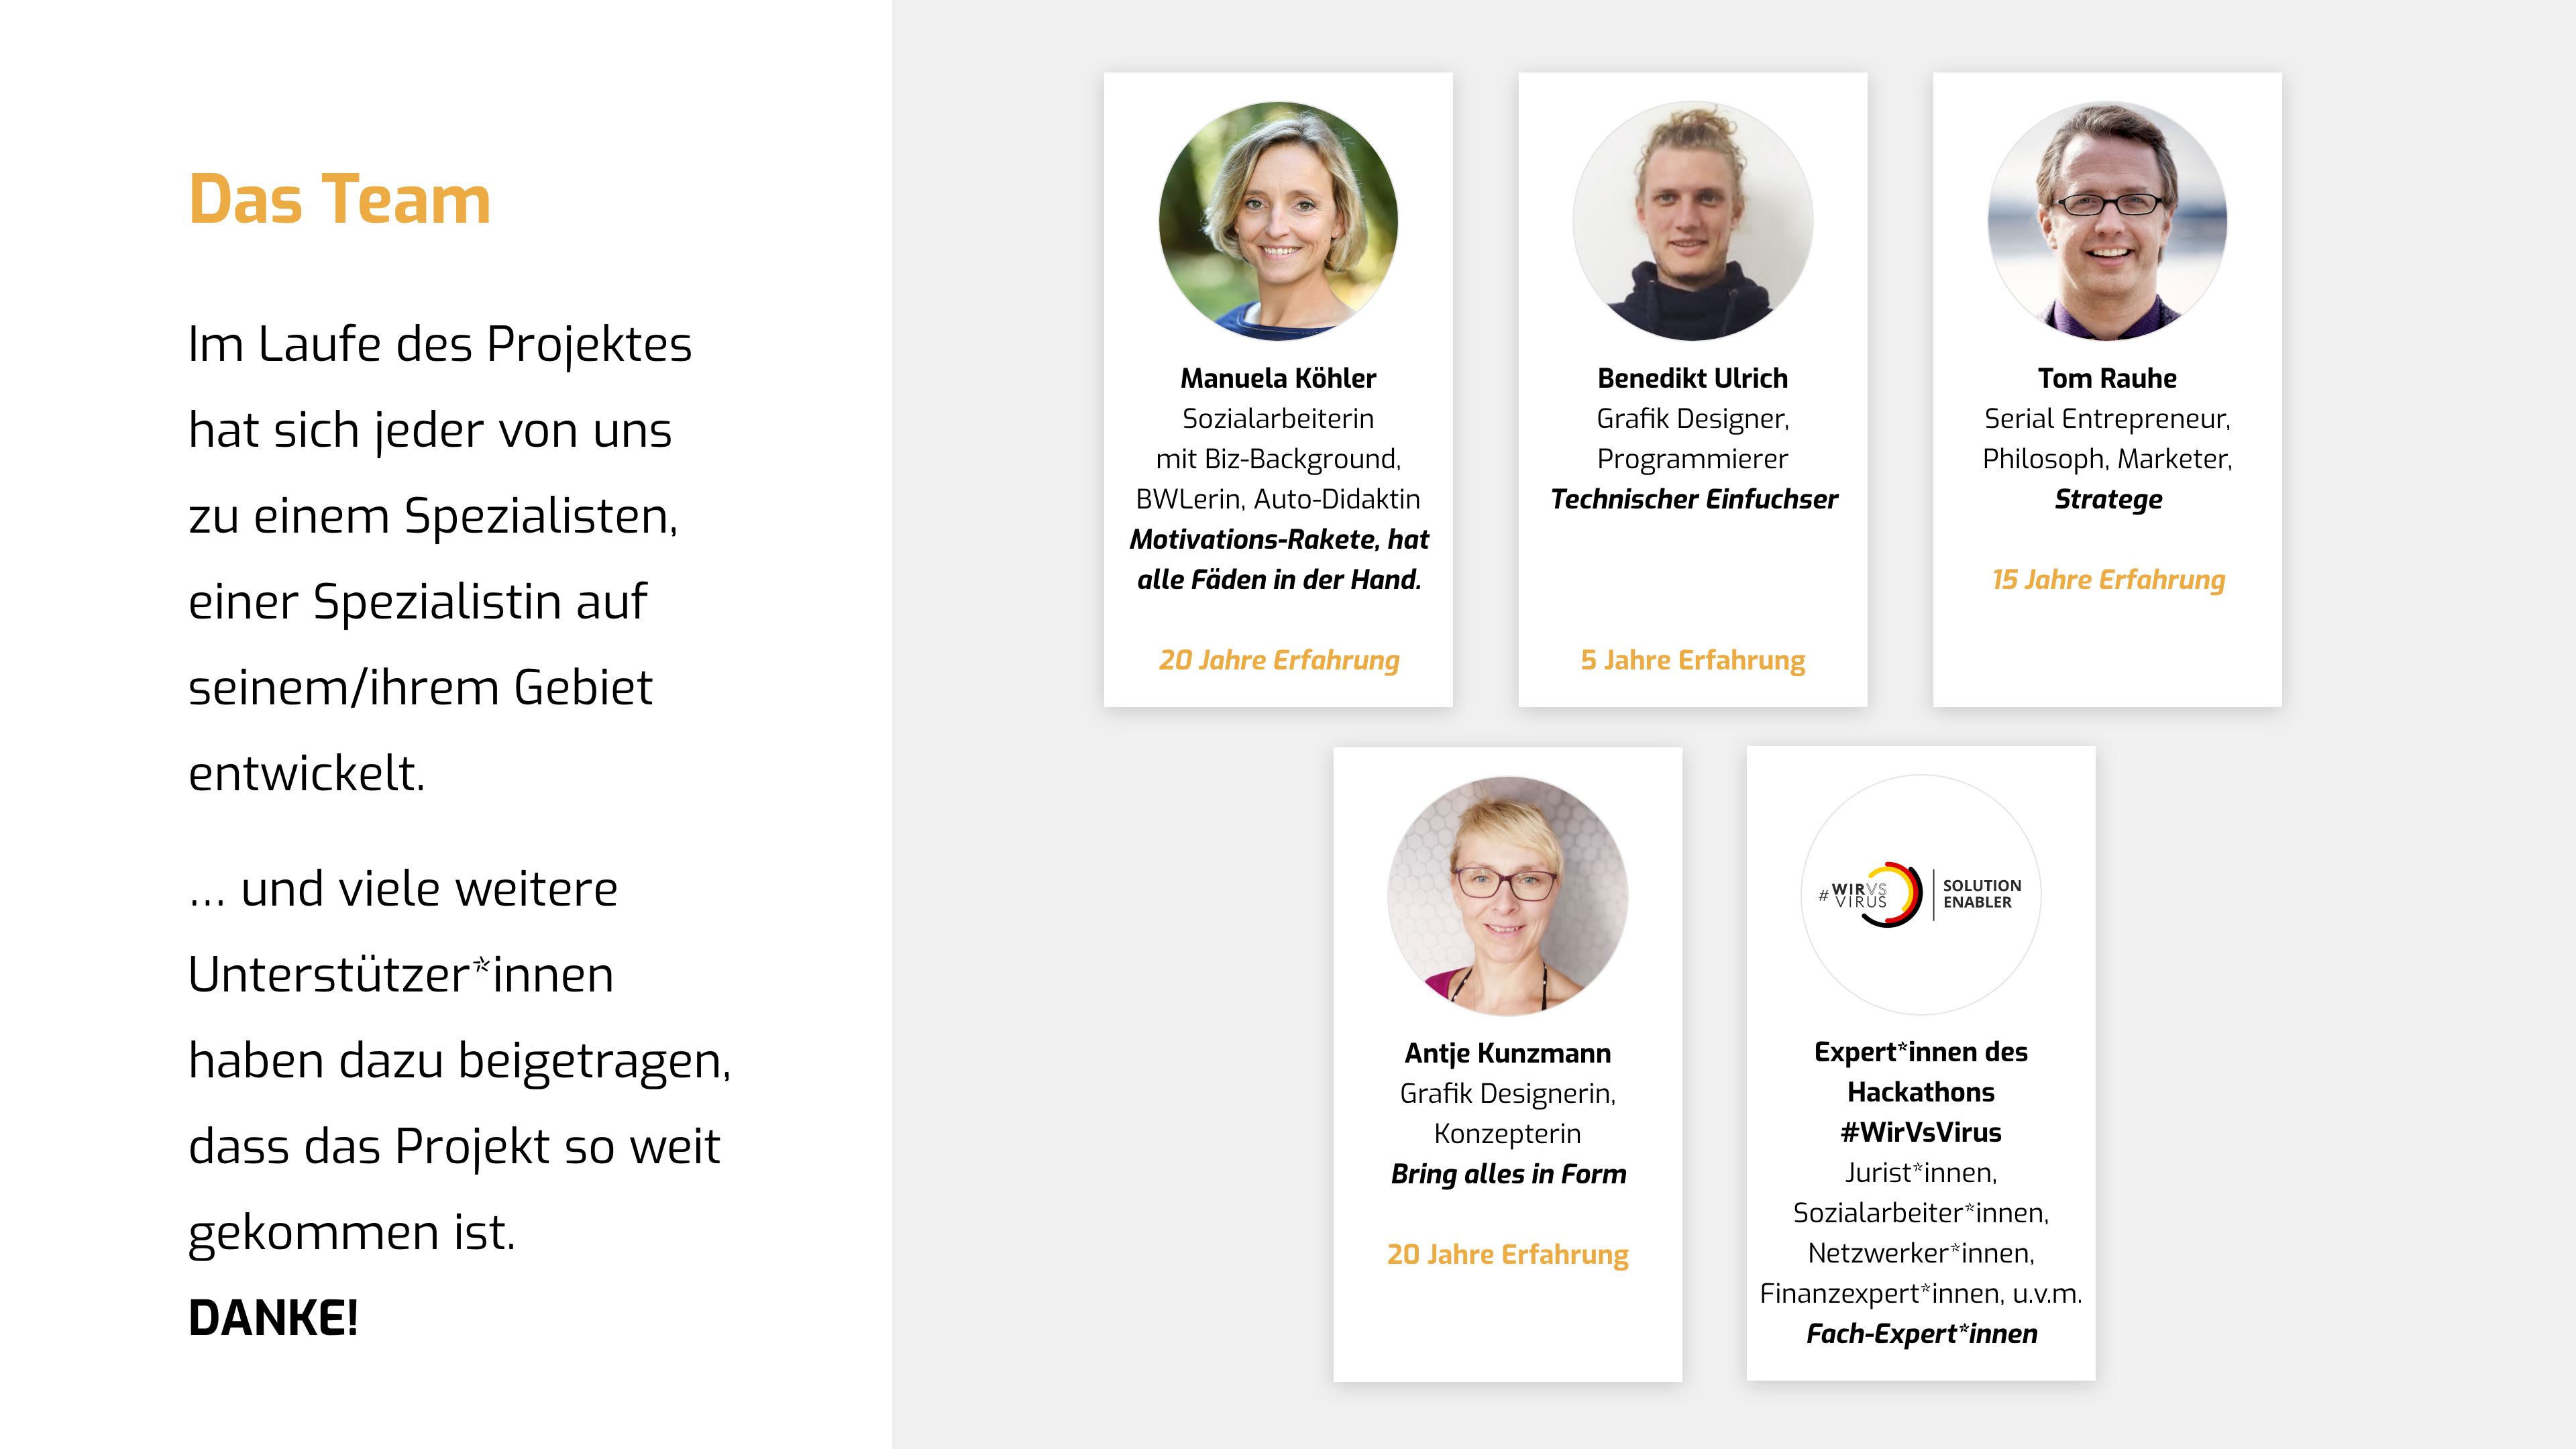 Das Team
Im Laufe des Projektes
hat sich jeder von uns
zu einem Spezialisten,
einer Spezialistin auf
seinem/ihrem Gebiet
entwickelt.
... und viele weitere
Unterstützer*innen
haben dazu beigetragen,
dass das Projekt so weit
gekommen ist.
DANKE!
Manuela Köhler
Sozialarbeiterin
mit Biz-Background,
BWLerin, Auto-Didaktin
Motivations-Rakete, hat
alle Fäden in der Hand.
20 Jahre Erfahrung
Benedikt Ulrich
Grafik Designer,
Programmierer
Technischer Einfuchser
5 Jahre Erfahrung
Tom Rauhe
Serial Entrepreneur,
Philosoph, Marketer,
Stratege
15 Jahre Erfahrung
Antje Kunzmann
Grafik Designerin,
Konzepterin
Bring alles in Form
20 Jahre Erfahrung
#WIRVS
VIRUS
SOLUTION
ENABLER
Expert*innen des
Hackathons
#WirVsVirus
Jurist*innen,
Sozialarbeiter*innen,
Netzwerker*innen,
Finanzexpert*innen, u.v.m.
Fach-Expert*innen